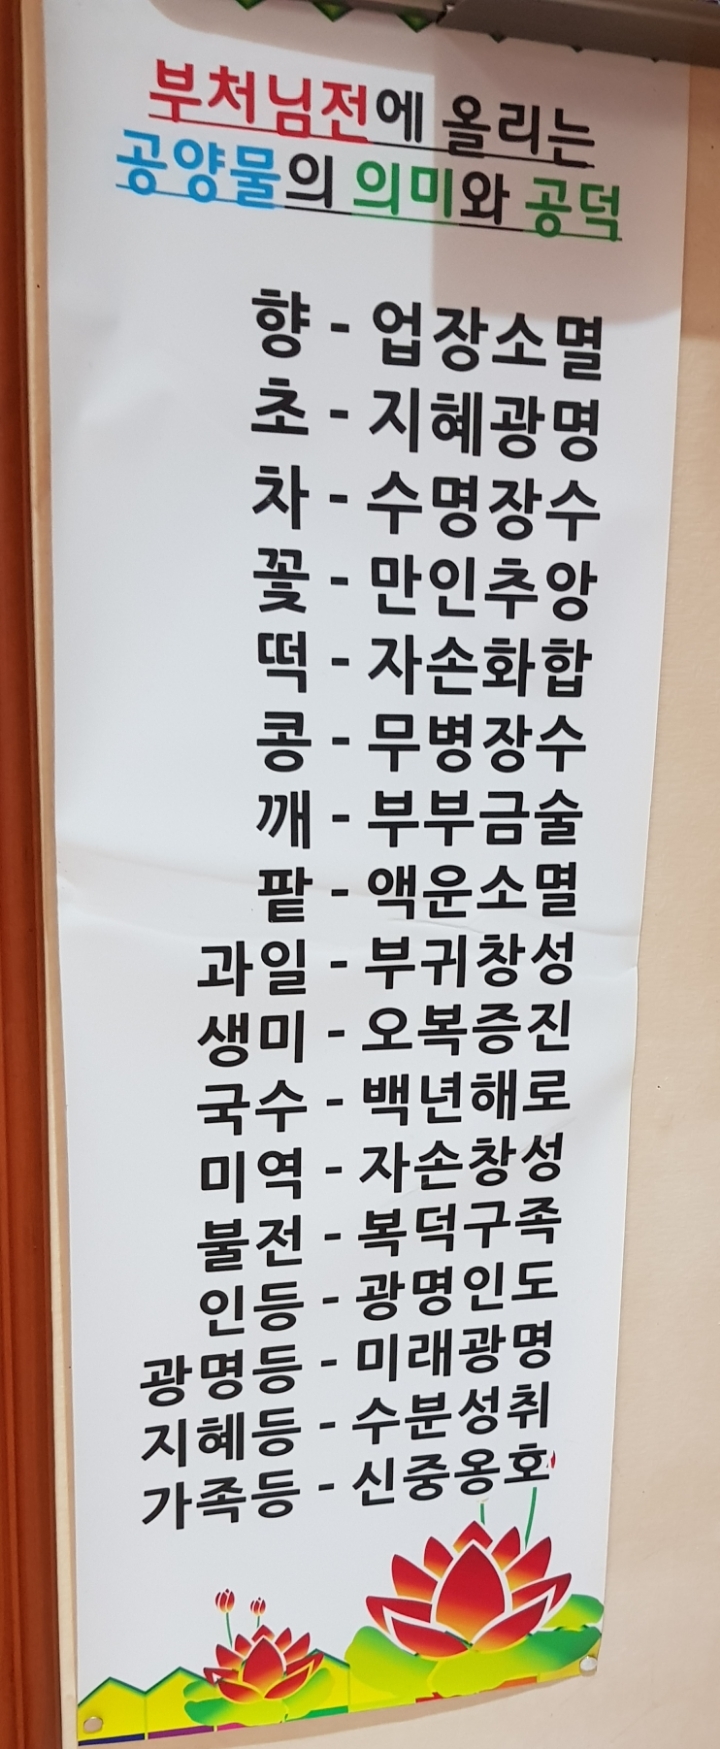 부처님전에 올리는
공양물의 의미와 공덕
향 - 업장소멸
초 - 지혜광명
차 - 수명장수
꽃 - 만인추앙
떡 - 자손화합
콩 - 무병장수
깨 - 부부금술
팥 - 액운소멸
과일 - 부귀창성
생미 - 오복증진
국수 - 백년해로
미역 - 자손창성
불전 - 복덕구족
인등 - 광명인도
광명등 - 미래광명
지혜등 - 수분성취
가족등 - 신중옹호